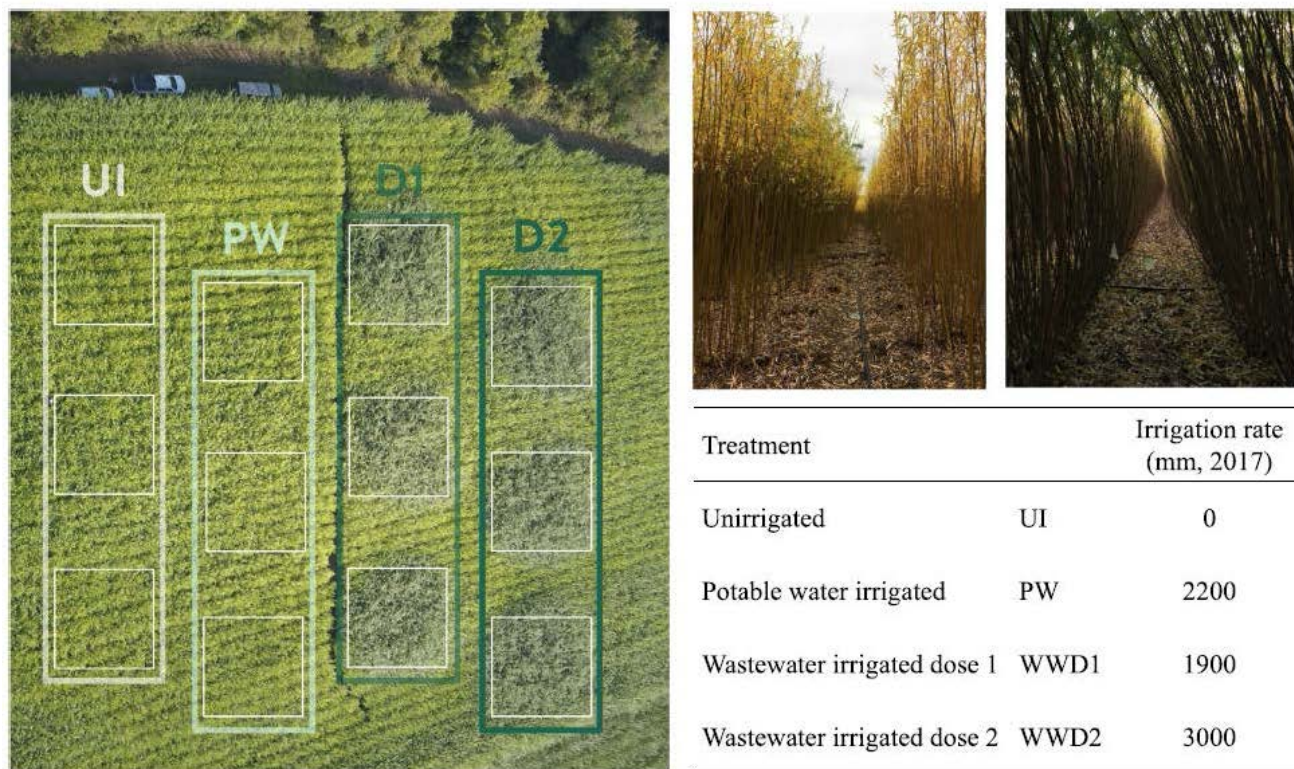 UI
D1
PW
D2
Treatment Irrigation rate
(mm, 2017)
Unirrigated UI 0
Potable water irrigated PW 2200
Wastewater irrigated dose 1 WWD1 1900
Wastewater irrigated dose 2 WWD2 3000